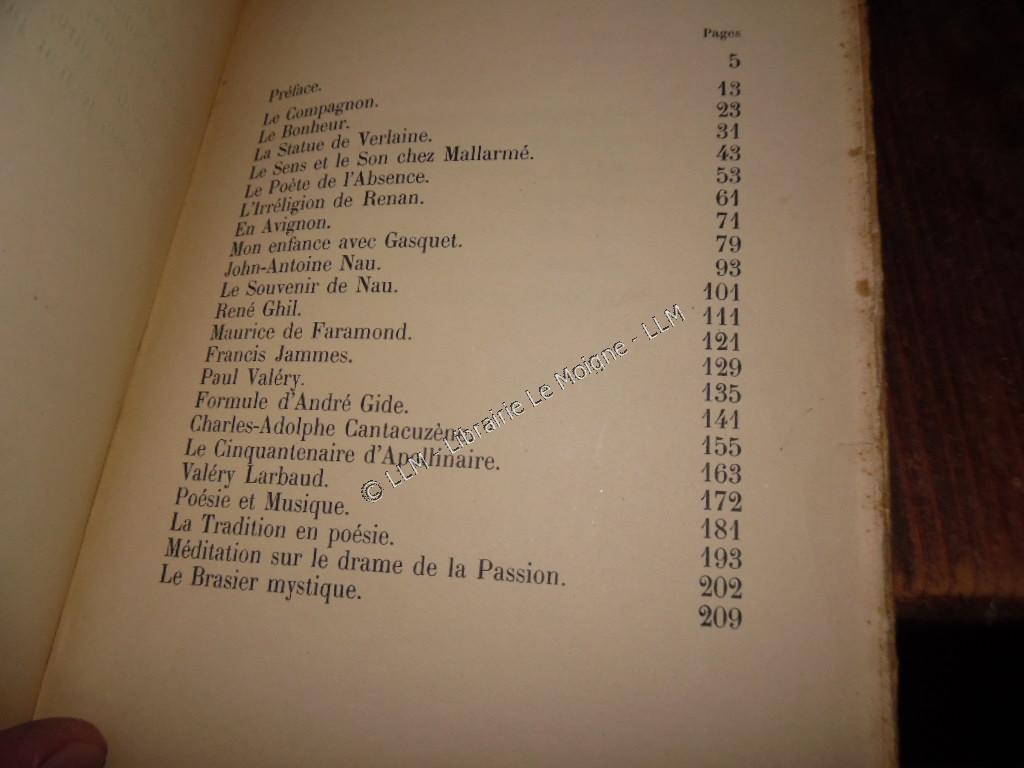 Pages
Préface. 5
Le Compagnon. 13
Le Bonheur. 23
La Statue de Verlaine. 31
Le Sens et le Son chez Mallarmé. 43
Le Poète de l'Absence. 53
L'Irréligion de Renan. 61
En Avignon. 71
Mon enfance avec Gasquet. 79
John-Antoine Nau. 93
Le Souvenir de Nau. 101
René Ghil. 111
Maurice de Faramond. 121
Francis Jammes. 129
Paul Valéry. 135
Formule d'André Gide. 141
Charles-Adolphe Cantacuzène. 155
Le Cinquantenaire d'Apollinaire. 163
Valéry Larbaud. 172
Poésie et Musique. 181
La Tradition en poésie. 193
Méditation sur le drame de la Passion. 202
Le Brasier mystique. 209
© LLM - Librairie Le Moigne - LLM